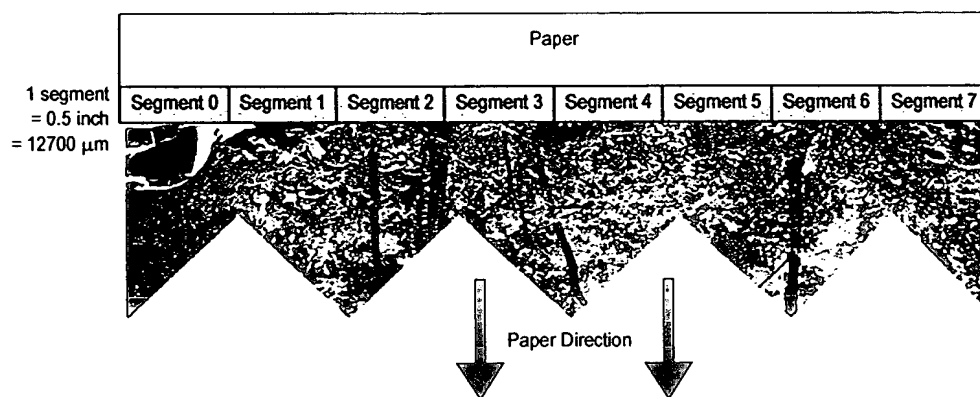 Paper
1 segment
= 0.5 inch
= 12700 μm
Segment 0
Segment 1
Segment 2
Segment 3
Segment 4
Segment 5
Segment 6
Segment 7
Paper Direction